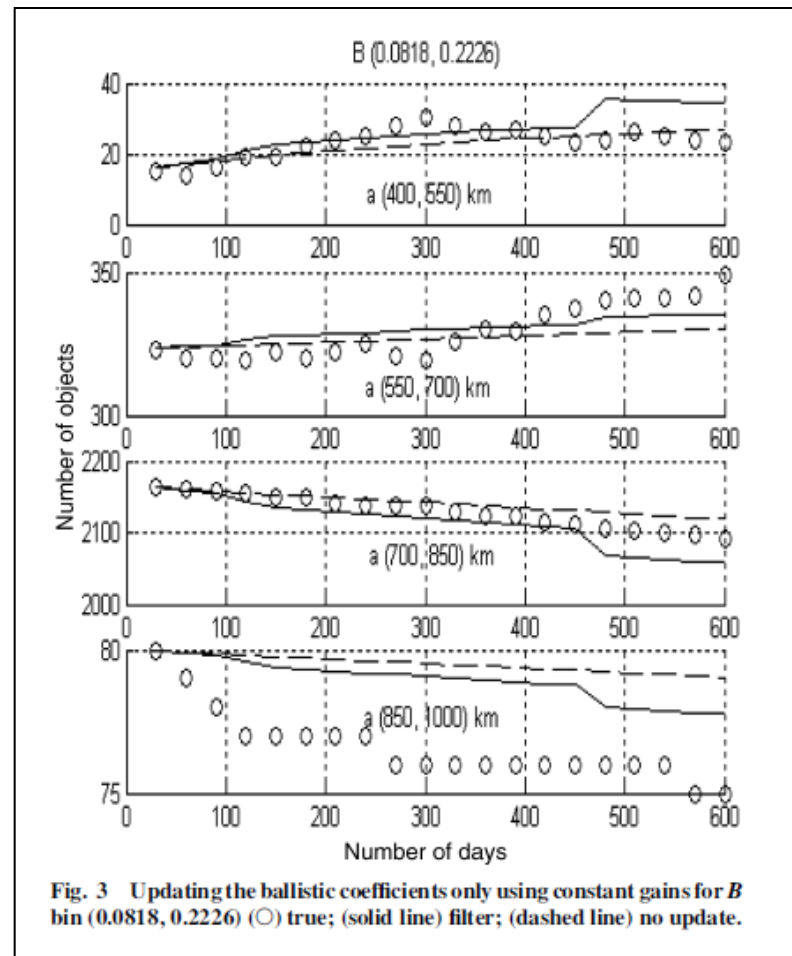 B (0.0818, 0.2226)
40
20
0
a (400, 550) km
0 100 200 300 400 500 600
350
300
a (550, 700) km
0 100 200 300 400 500 600
Number of objects
2200
2100
2000
a (700, 850) km
0 100 200 300 400 500 600
80
75
a (850, 1000) km
0 100 200 300 400 500 600
Number of days
Fig. 3 Updating the ballistic coefficients only using constant gains for B
bin (0.0818, 0.2226) (○) true; (solid line) filter; (dashed line) no update.